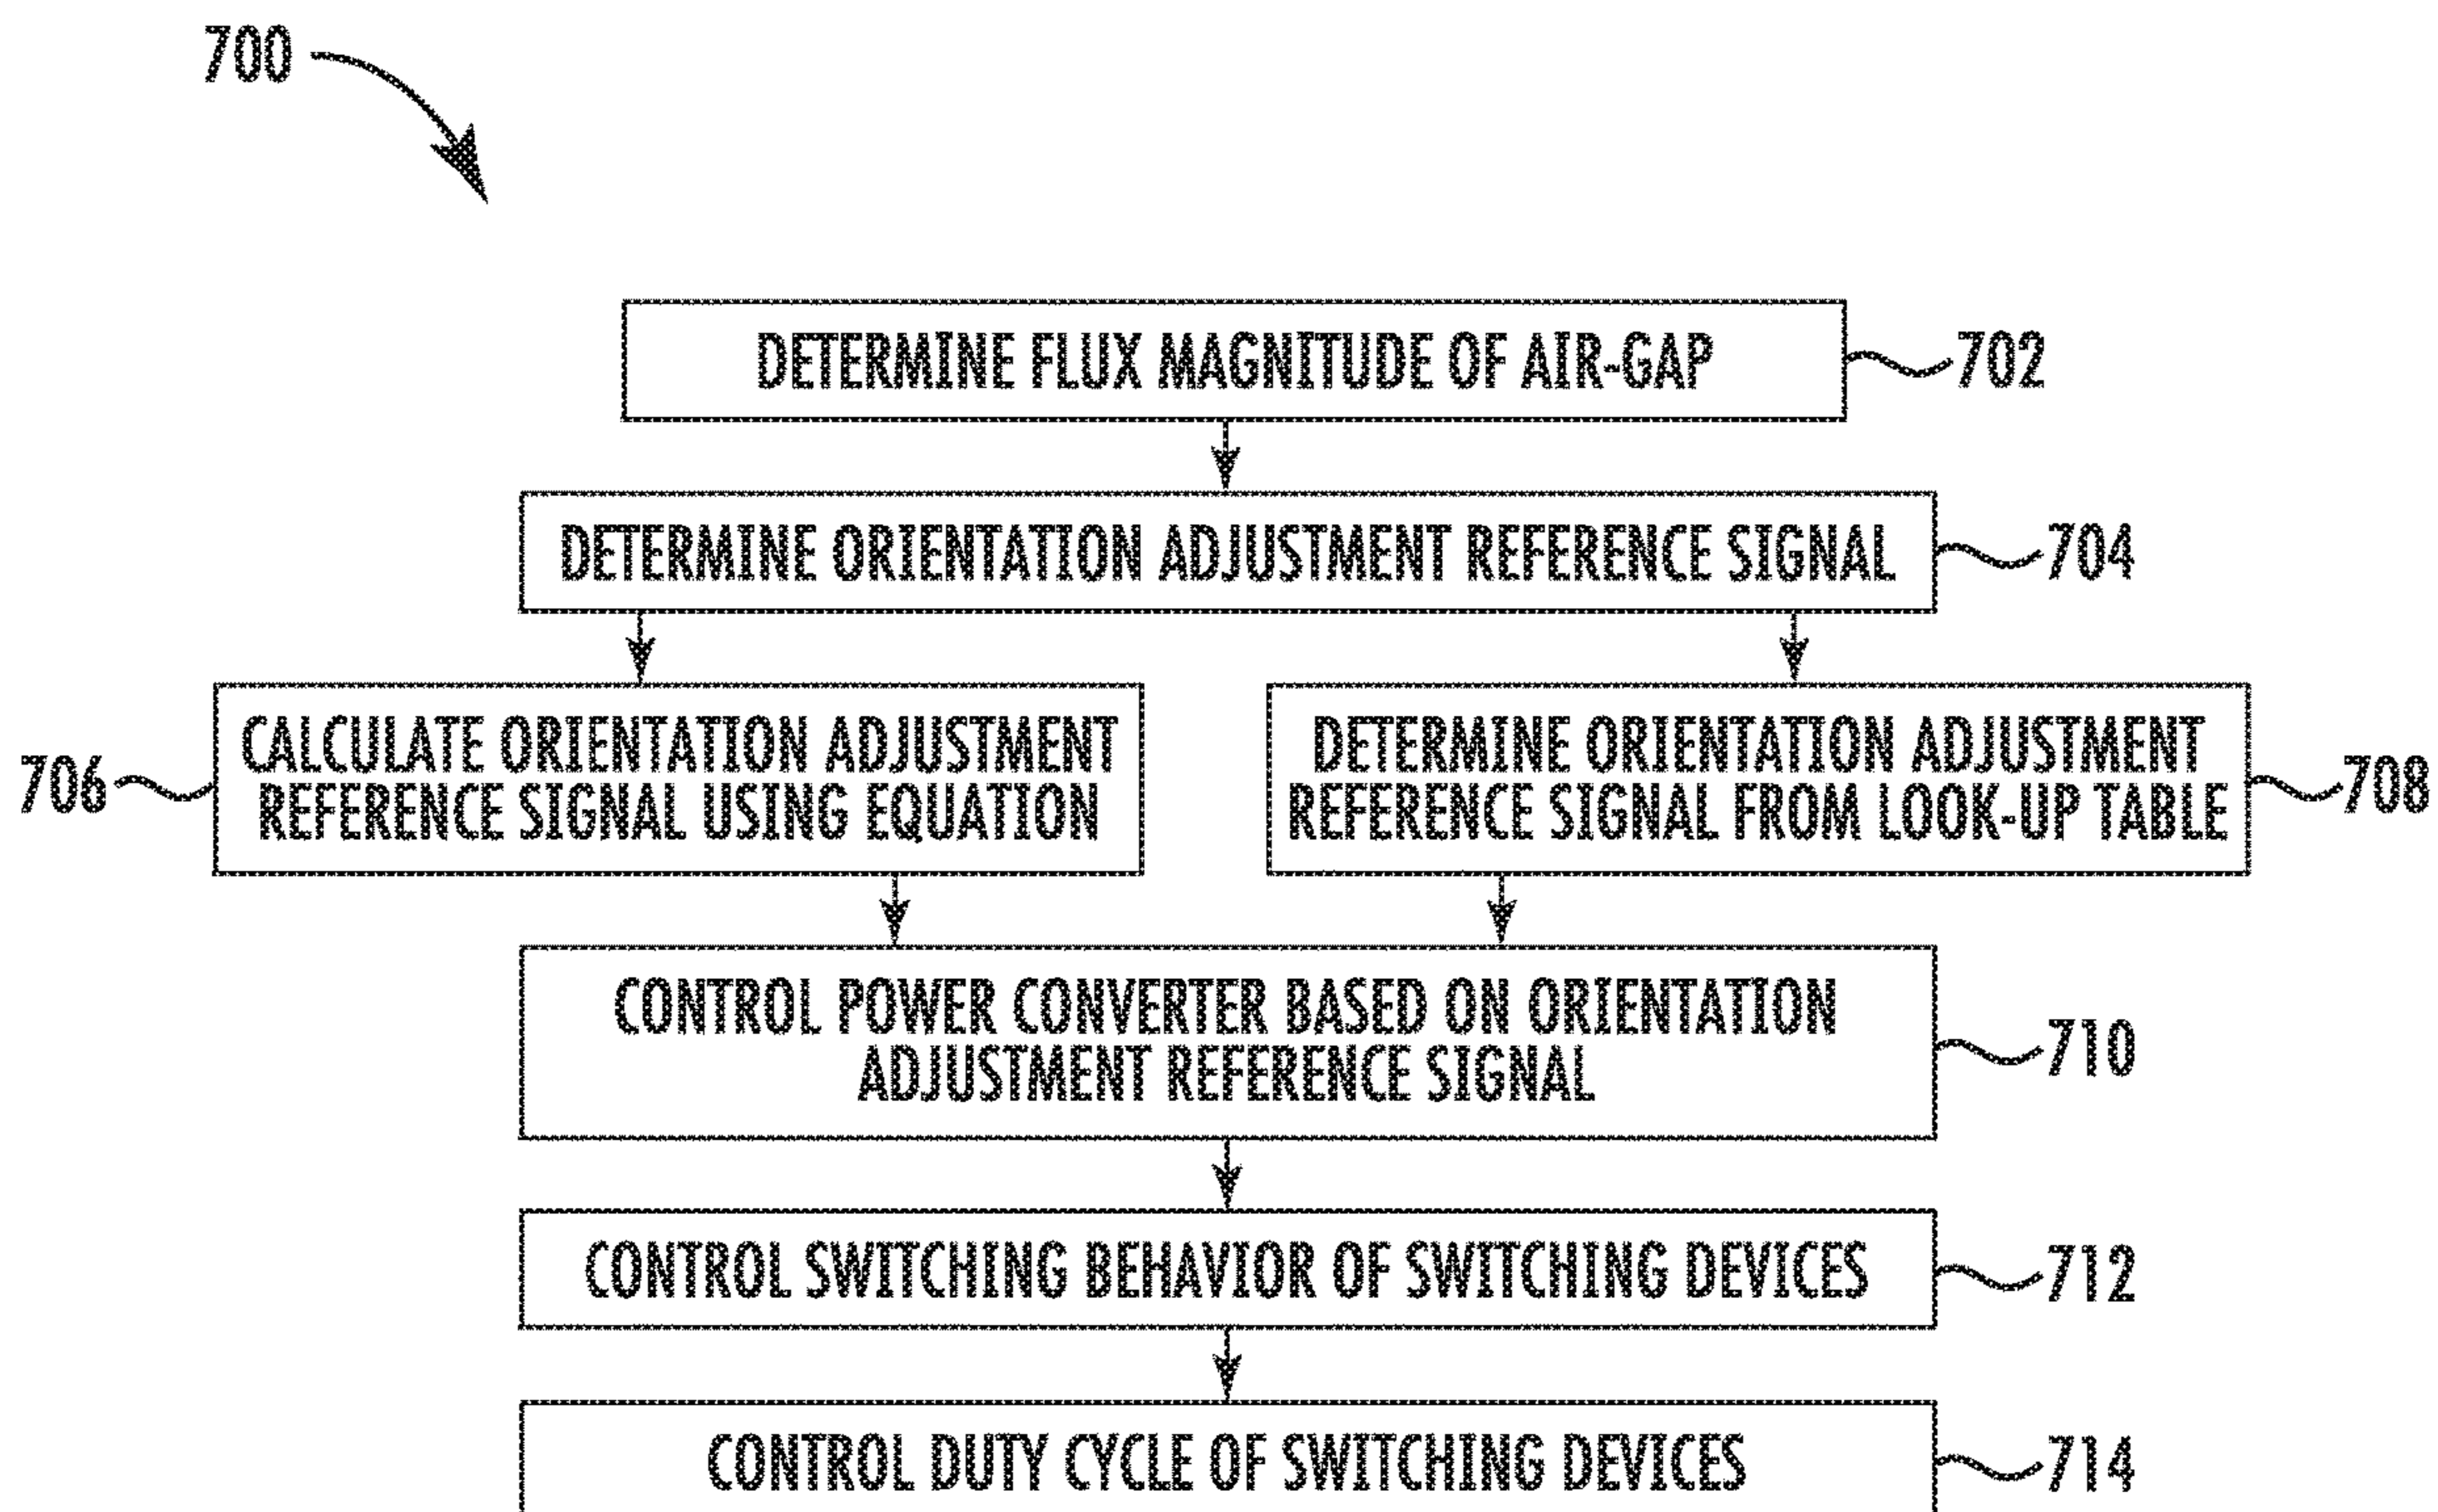 700
DETERMINE FLUX MAGNITUDE OF AIR-GAP
702
DETERMINE ORIENTATION ADJUSTMENT REFERENCE SIGNAL
704
706
CALCULATE ORIENTATION ADJUSTMENT
REFERENCE SIGNAL USING EQUATION
DETERMINE ORIENTATION ADJUSTMENT
REFERENCE SIGNAL FROM LOOK-UP TABLE
708
CONTROL POWER CONVERTER BASED ON ORIENTATION
ADJUSTMENT REFERENCE SIGNAL
710
CONTROL SWITCHING BEHAVIOR OF SWITCHING DEVICES
712
CONTROL DUTY CYCLE OF SWITCHING DEVICES
714